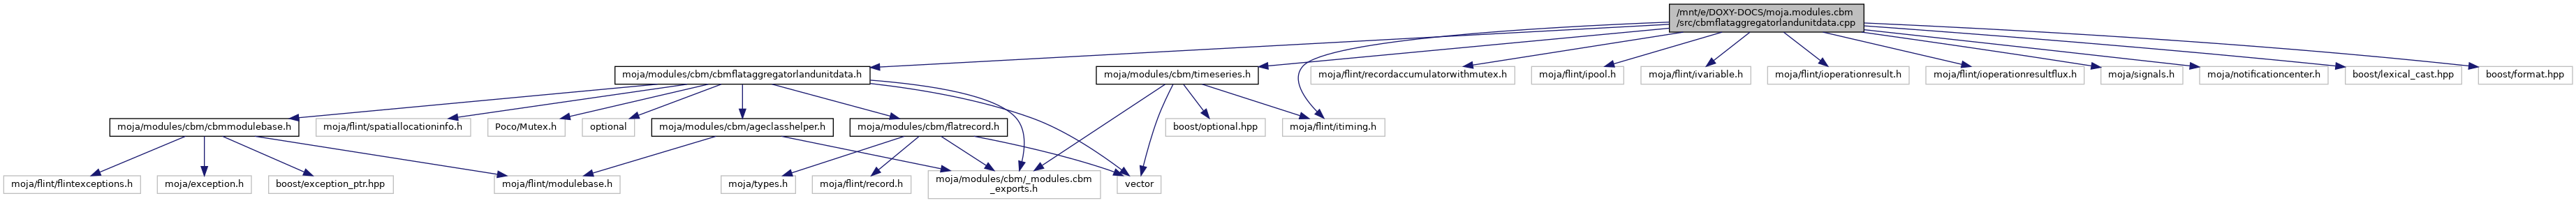 /mnt/e/DOXY-DOCS/moja.modules.cbm
/src/cbmflataggregatorlandunitdata.cpp
moja/modules/cbm/cbmflataggregatorlandunitdata.h
moja/modules/cbm/timeseries.h
moja/flint/recordaccumulatorwithmutex.h
moja/flint/ipool.h
moja/flint/ivariable.h
moja/flint/ioperationresult.h
moja/flint/ioperationresultflux.h
moja/signals.h
moja/notificationcenter.h
boost/lexical_cast.hpp
boost/format.hpp
moja/modules/cbm/cbmmodulebase.h
moja/flint/spatiallocationinfo.h
Poco/Mutex.h
optional
moja/modules/cbm/ageclasshelper.h
moja/modules/cbm/flatrecord.h
boost/optional.hpp
moja/flint/itiming.h
moja/flint/flintexceptions.h
moja/exception.h
boost/exception_ptr.hpp
moja/flint/modulebase.h
moja/types.h
moja/flint/record.h
moja/modules/cbm/_modules.cbm
_exports.h
vector